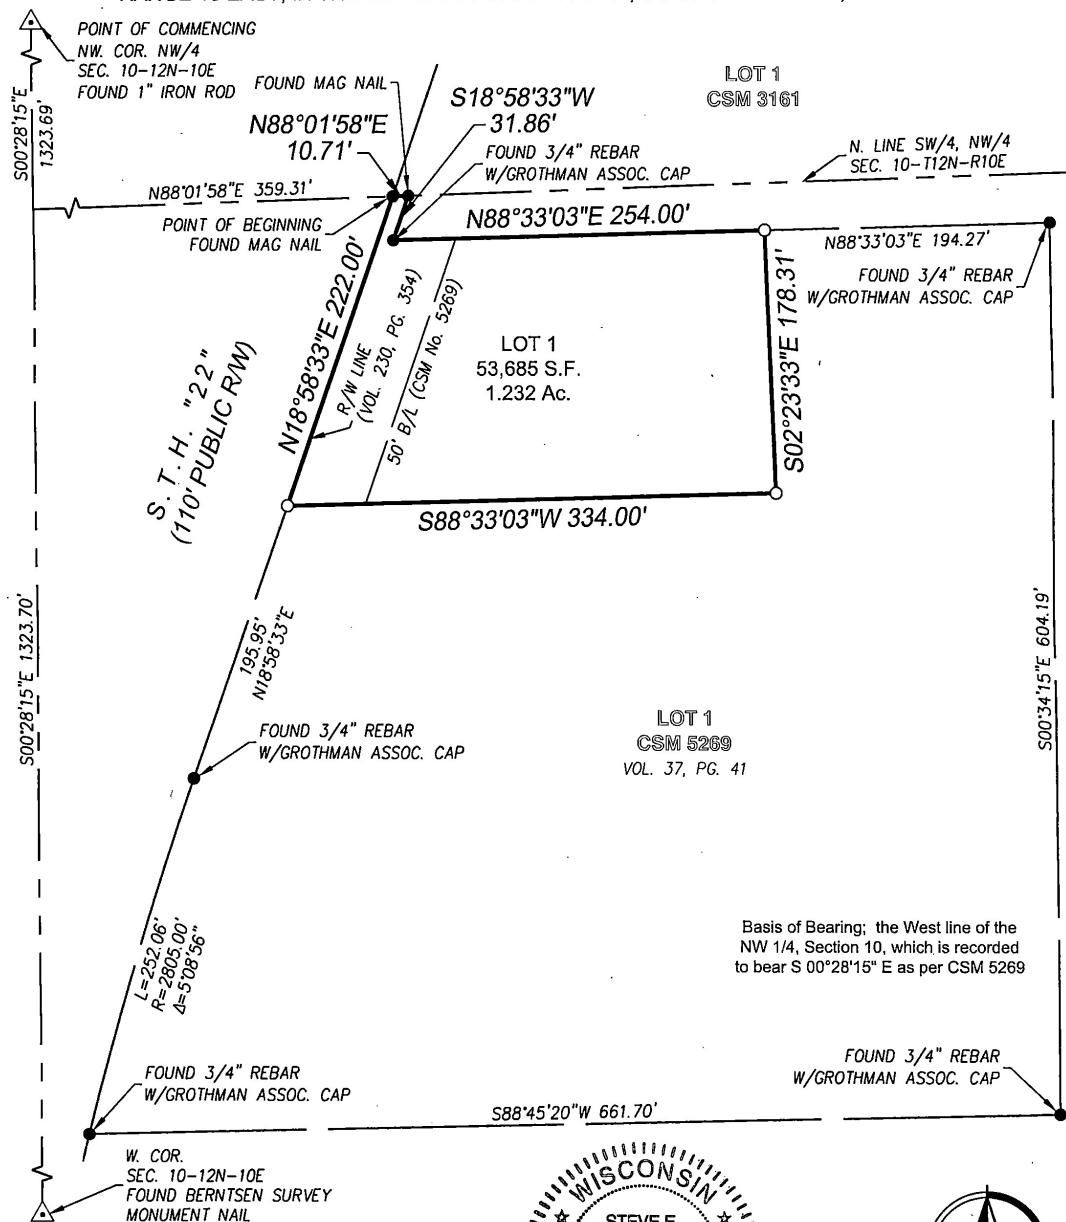 POINT OF COMMENCING
NW. COR. NW/4
SEC. 10-12N-10E
FOUND 1" IRON ROD
S00°28'15"E
1323.69'
FOUND MAG NAIL
S18°58'33"W
31.86'
N88°01'58"E
10.71'
FOUND 3/4" REBAR
W/GROTHMAN ASSOC. CAP
LOT 1
CSM 3161
N. LINE SW/4, NW/4
SEC. 10-T12N-R10E
N88°01'58"E 359.31'
POINT OF BEGINNING
FOUND MAG NAIL
N88°33'03"E 254.00'
N88°33'03"E 194.27'
FOUND 3/4" REBAR
W/GROTHMAN ASSOC. CAP
N18°58'33"E 222.00'
R/W LINE
(VOL. 230, PG. 354)
50' B/L (CSM No. 5269)
LOT 1
53,685 S.F.
1.232 Ac.
S02°23'33"E 178.31'
S. T. H. "22"
(110' PUBLIC R/W)
S88°33'03"W 334.00'
S00°28'15"E 1323.70'
195.95'
N18°58'33"E
FOUND 3/4" REBAR
W/GROTHMAN ASSOC. CAP
LOT 1
CSM 5269
VOL. 37, PG. 41
S00°34'15"E 604.19'
Basis of Bearing; the West line of the
NW 1/4, Section 10, which is recorded
to bear S 00°28'15" E as per CSM 5269
L=252.06'
R=2805.00'
Δ=5°08'56"
FOUND 3/4" REBAR
W/GROTHMAN ASSOC. CAP
FOUND 3/4" REBAR
W/GROTHMAN ASSOC. CAP
S88°45'20"W 661.70'
W. COR.
SEC. 10-12N-10E
FOUND BERNTSEN SURVEY
MONUMENT NAIL
WISCONSIN
STEVE E.